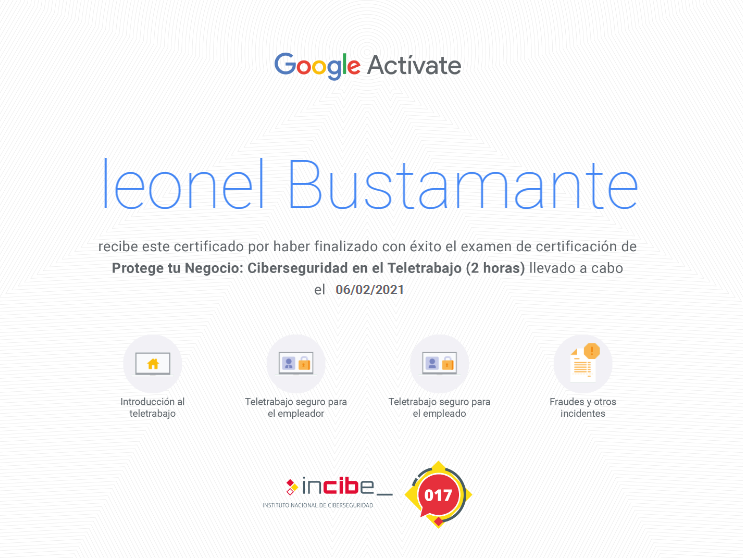 Google Actívate
leonel Bustamante
recibe este certificado por haber finalizado con éxito el examen de certificación de
Protege tu Negocio: Ciberseguridad en el Teletrabajo (2 horas) llevado a cabo
el 06/02/2021
Introducción al
teletrabajo
Teletrabajo seguro para
el empleador
Teletrabajo seguro para
el empleado
Fraudes y otros
incidentes
incibe_
INSTITUTO NACIONAL DE CIBERSEGURIDAD
017